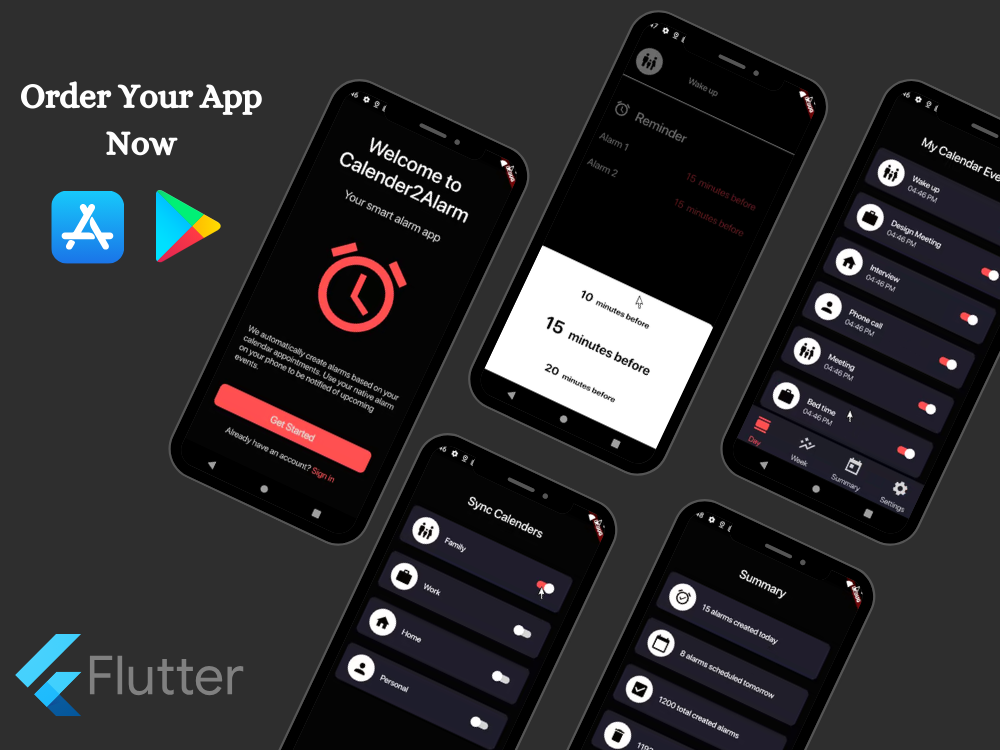 Order Your App
Now
Flutter
Welcome to
Calender2Alarm
Your smart alarm app
We automatically create alarms based on your
calendar appointments. Use your native alarm
on your phone to be notified of upcoming
events.
Get Started
Already have an account? Sign in
Wake up
Reminder
Alarm 1
15 minutes before
Alarm 2
15 minutes before
10 minutes before
15 minutes before
20 minutes before
My Calendar Eve
Wake up
04:46 PM
Design Meeting
04:46 PM
Interview
04:46 PM
Phone call
04:46 PM
Meeting
04:46 PM
Bed time
04:46 PM
Day
Week
Summary
Settings
Sync Calenders
Family
Work
Home
Personal
Summary
15 alarms created today
8 alarms scheduled tomorrow
1200 total created alarms